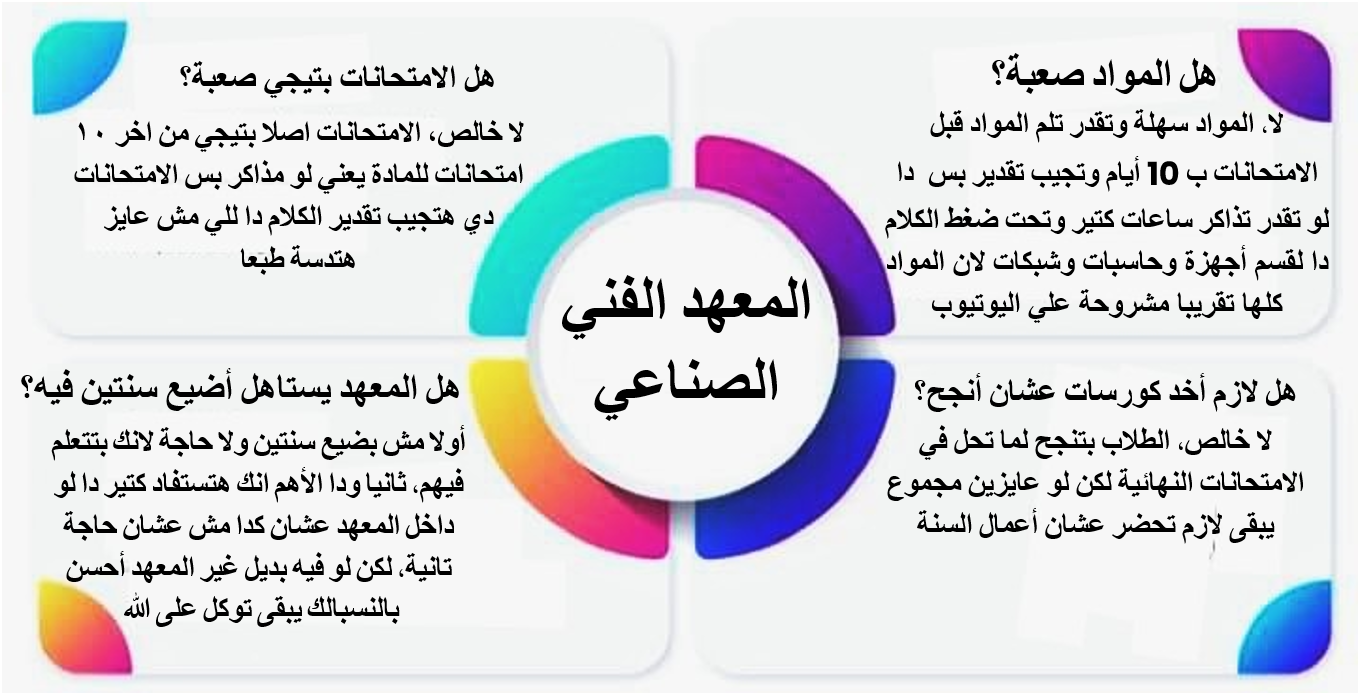 المعهد الفني
الصناعي
هل المواد صعبة؟
لا، المواد سهلة وتقدر تلم المواد قبل
الامتحانات ب 10 أيام وتجيب تقدير بس دا
لو تقدر تذاكر ساعات كتير وتحت ضغط الكلام
دا لقسم أجهزة وحاسبات وشبكات لان المواد
كلها تقريبا مشروحة علي اليوتيوب
هل الامتحانات بتيجي صعبة؟
لا خالص، الامتحانات اصلا بتيجي من اخر ١٠
امتحانات للمادة يعني لو مذاكر بس الامتحانات
دي هتجيب تقدير الكلام دا للي مش عايز
هتدسة طبعا
هل لازم أخد كورسات عشان أنجح؟
لا خالص، الطلاب بتنجح لما تحل في
الامتحانات النهائية لكن لو عايزين مجموع
يبقى لازم تحضر عشان أعمال السنة
هل المعهد يستاهل أضيع سنتين فيه؟
أولا مش بضيع سنتين ولا حاجة لانك بتتعلم
فيهم، ثانيا ودا الأهم انك هتستفاد كتير دا لو
داخل المعهد عشان كدا مش عشان حاجة
تانية، لكن لو فيه بديل غير المعهد أحسن
بالنسبالك يبقى توكل على الله